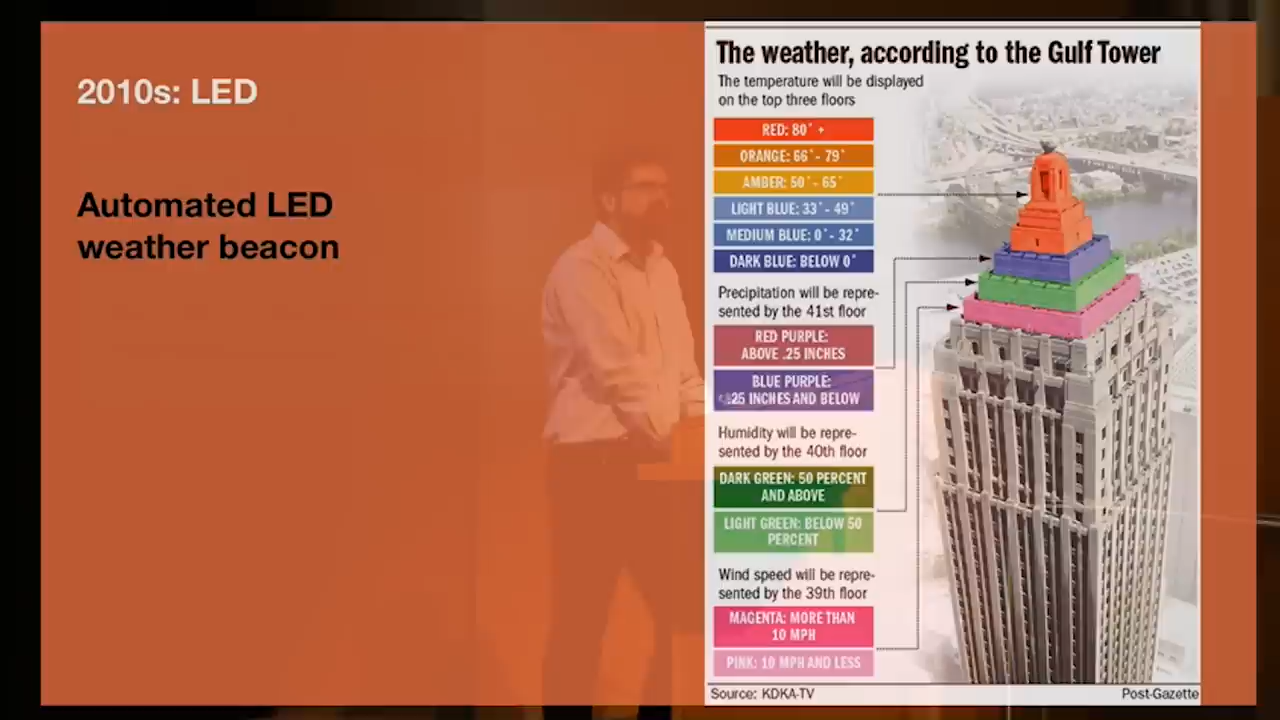 2010s: LED
Automated LED
weather beacon
The weather, according to the Gulf Tower
The temperature will be displayed
on the top three floors
RED: 80° +
ORANGE: 66°- 79°
AMBER: 50°- 65°
LIGHT BLUE: 33°- 49°
MEDIUM BLUE: 0°- 32°
DARK BLUE: BELOW 0°
Precipitation will be repre-
sented by the 41st floor
RED PURPLE:
ABOVE .25 INCHES
BLUE PURPLE:
.25 INCHES AND BELOW
Humidity will be repre-
sented by the 40th floor
DARK GREEN: 50 PERCENT
AND ABOVE
LIGHT GREEN: BELOW 50
PERCENT
Wind speed will be repre-
sented by the 39th floor
MAGENTA: MORE THAN
10 MPH
PINK: 10 MPH AND LESS
Source: KDKA-TV
Post-Gazette